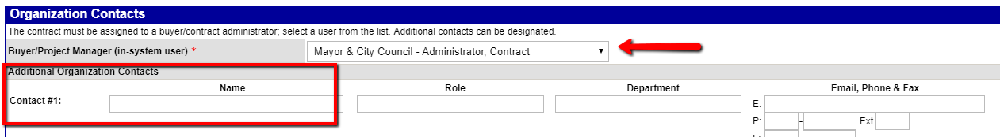 Organization Contacts
The contract must be assigned to a buyer/contract administrator; select a user from the list. Additional contacts can be designated.
Buyer/Project Manager (in-system user) * Mayor & City Council - Administrator, Contract
Additional Organization Contacts
Name Role Department Email, Phone & Fax
Contact #1: E:
P: - Ext.